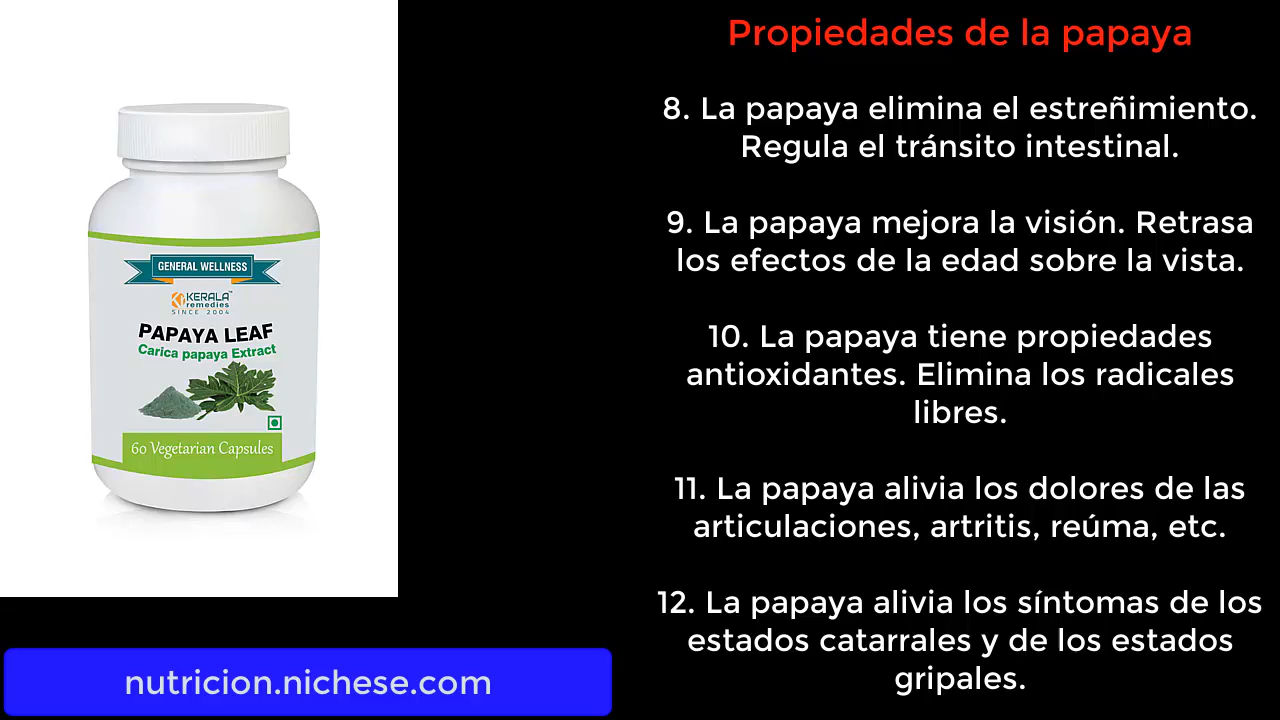 GENERAL WELLNESS
KERALA™
remedies
SINCE 2004
PAPAYA LEAF
Carica papaya Extract
60 Vegetarian Capsules
nutricion.nichese.com
Propiedades de la papaya
8. La papaya elimina el estreñimiento.
Regula el tránsito intestinal.
9. La papaya mejora la visión. Retrasa
los efectos de la edad sobre la vista.
10. La papaya tiene propiedades
antioxidantes. Elimina los radicales
libres.
11. La papaya alivia los dolores de las
articulaciones, artritis, reúma, etc.
12. La papaya alivia los síntomas de los
estados catarrales y de los estados
gripales.